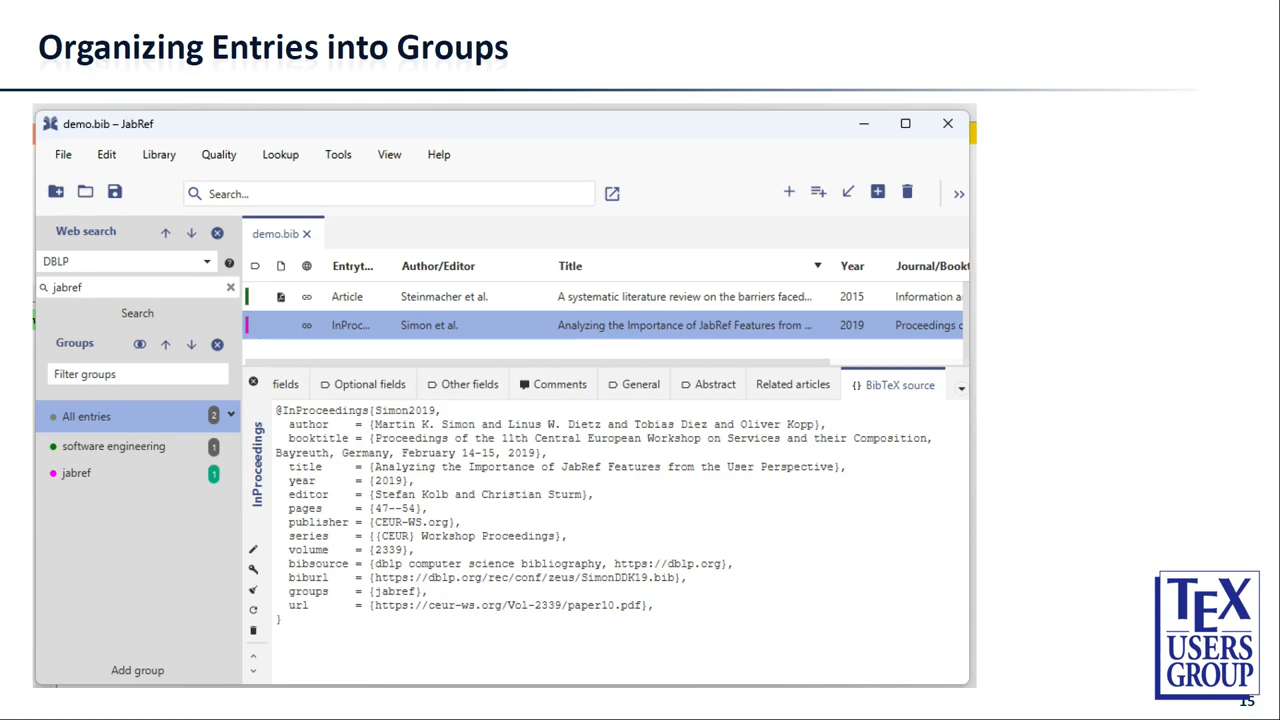 Organizing Entries into Groups
demo.bib – JabRef
File Edit Library Quality Lookup Tools View Help
Search...
Web search
DBLP
jabref
Search
Groups
Filter groups
All entries 2
software engineering 1
jabref 1
Add group
demo.bib
Entryt... Author/Editor Title Year Journal/Bookt
Article Steinmacher et al. A systematic literature review on the barriers faced... 2015 Information a
InProc... Simon et al. Analyzing the Importance of JabRef Features from ... 2019 Proceedings o
fields Optional fields Other fields Comments General Abstract Related articles {} BibTeX source
InProceedings
@InProceedings{Simon2019,
author = {Martin K. Simon and Linus W. Dietz and Tobias Diez and Oliver Kopp},
booktitle = {Proceedings of the 11th Central European Workshop on Services and their Composition,
Bayreuth, Germany, February 14-15, 2019},
title = {Analyzing the Importance of JabRef Features from the User Perspective},
year = {2019},
editor = {Stefan Kolb and Christian Sturm},
pages = {47--54},
publisher = {CEUR-WS.org},
series = {{CEUR} Workshop Proceedings},
volume = {2339},
bibsource = {dblp computer science bibliography, https://dblp.org},
biburl = {https://dblp.org/rec/conf/zeus/SimonDDK19.bib},
groups = {jabref},
url = {https://ceur-ws.org/Vol-2339/paper10.pdf},
}
TEX
USERS
GROUP
15